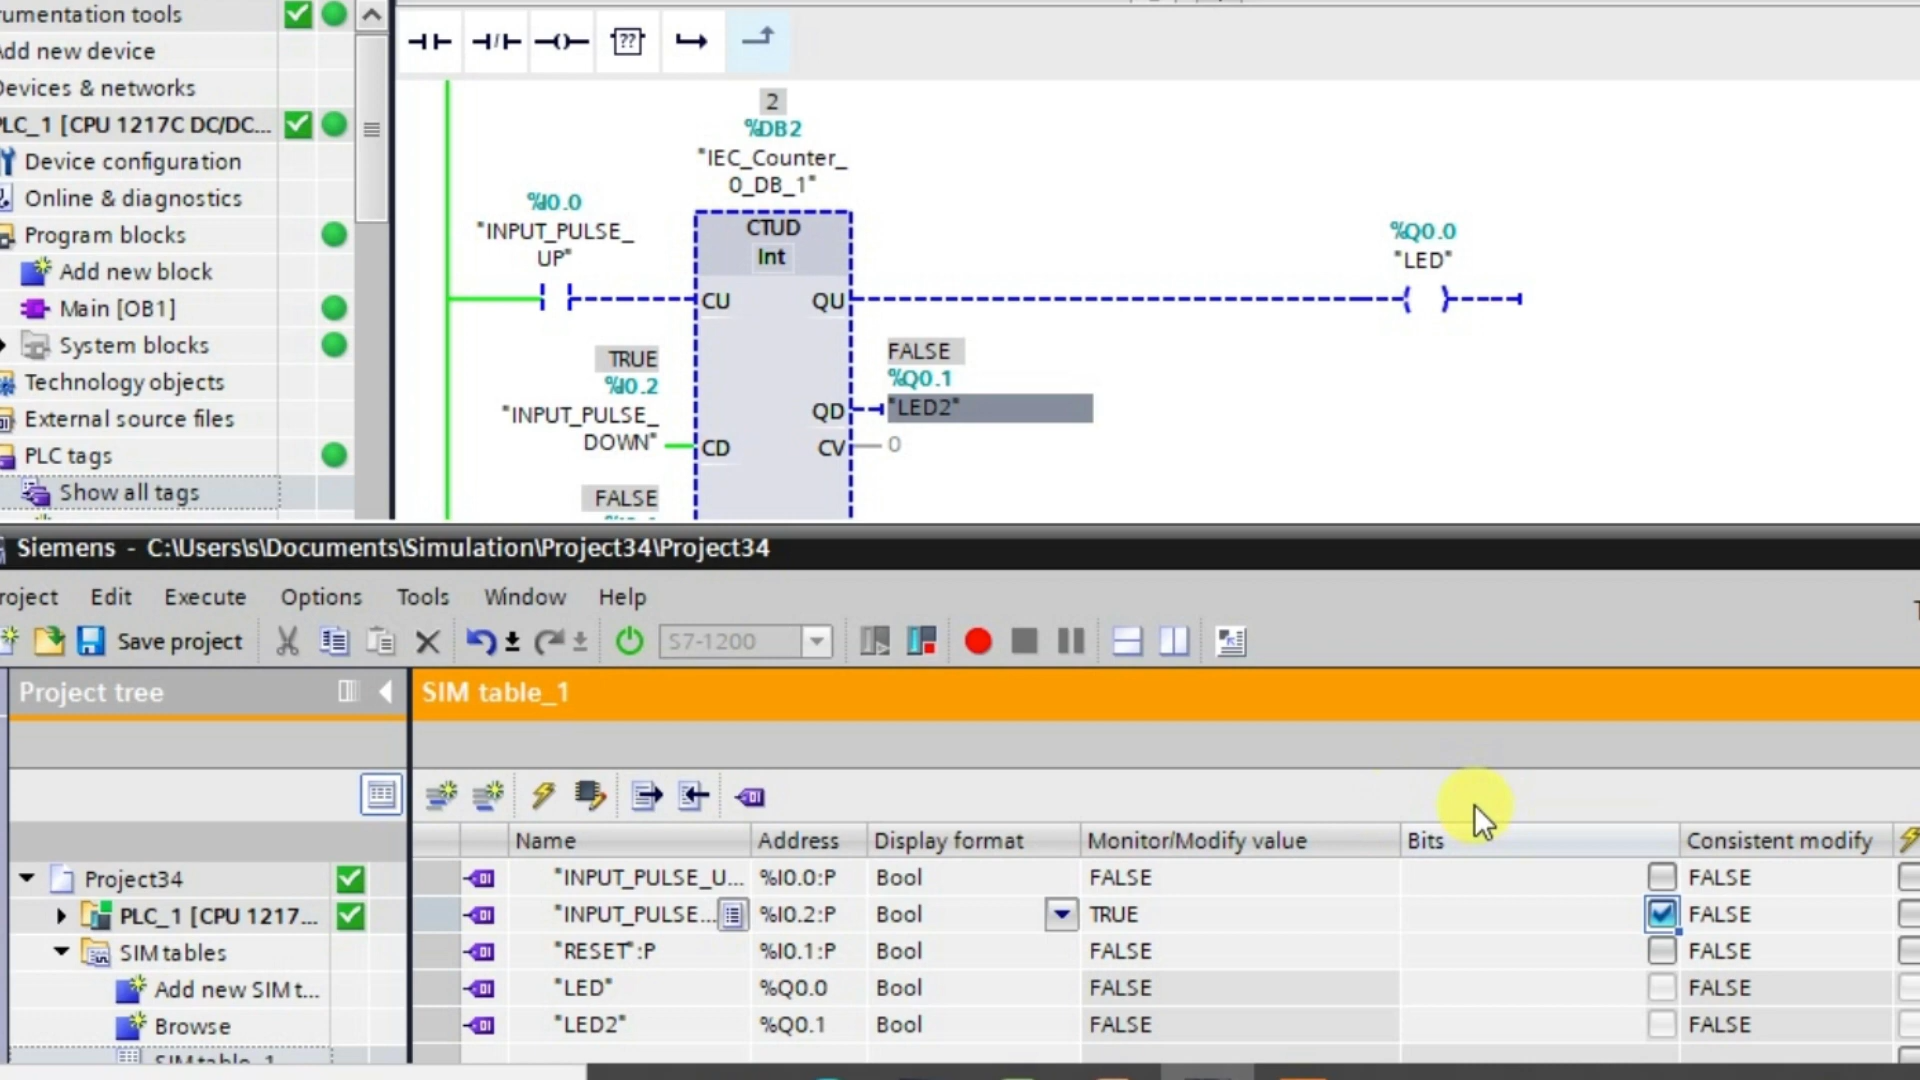 rumentation tools
Add new device
Devices & networks
PLC_1 [CPU 1217C DC/DC...
Device configuration
Online & diagnostics
Program blocks
Add new block
Main [OB1]
System blocks
Technology objects
External source files
PLC tags
Show all tags
??
2
%DB2
"IEC_Counter_
0_DB_1"
%I0.0
"INPUT_PULSE_
UP"
CTUD
Int
%Q0.0
"LED"
CU
QU
TRUE
%I0.2
"INPUT_PULSE_
DOWN"
FALSE
%Q0.1
"LED2"
QD
CD
CV
0
FALSE
Siemens - C:\Users\s\Documents\Simulation\Project34\Project34
roject Edit Execute Options Tools Window Help
Save project
S7-1200
Project tree
SIM table_1
Name Address Display format Monitor/Modify value Bits Consistent modify
"INPUT_PULSE_U... %I0.0:P Bool FALSE FALSE
"INPUT_PULSE... %I0.2:P Bool TRUE FALSE
"RESET":P %I0.1:P Bool FALSE FALSE
"LED" %Q0.0 Bool FALSE FALSE
"LED2" %Q0.1 Bool FALSE FALSE
Project34
PLC_1 [CPU 1217...
SIM tables
Add new SIM t...
Browse
SIM table_1